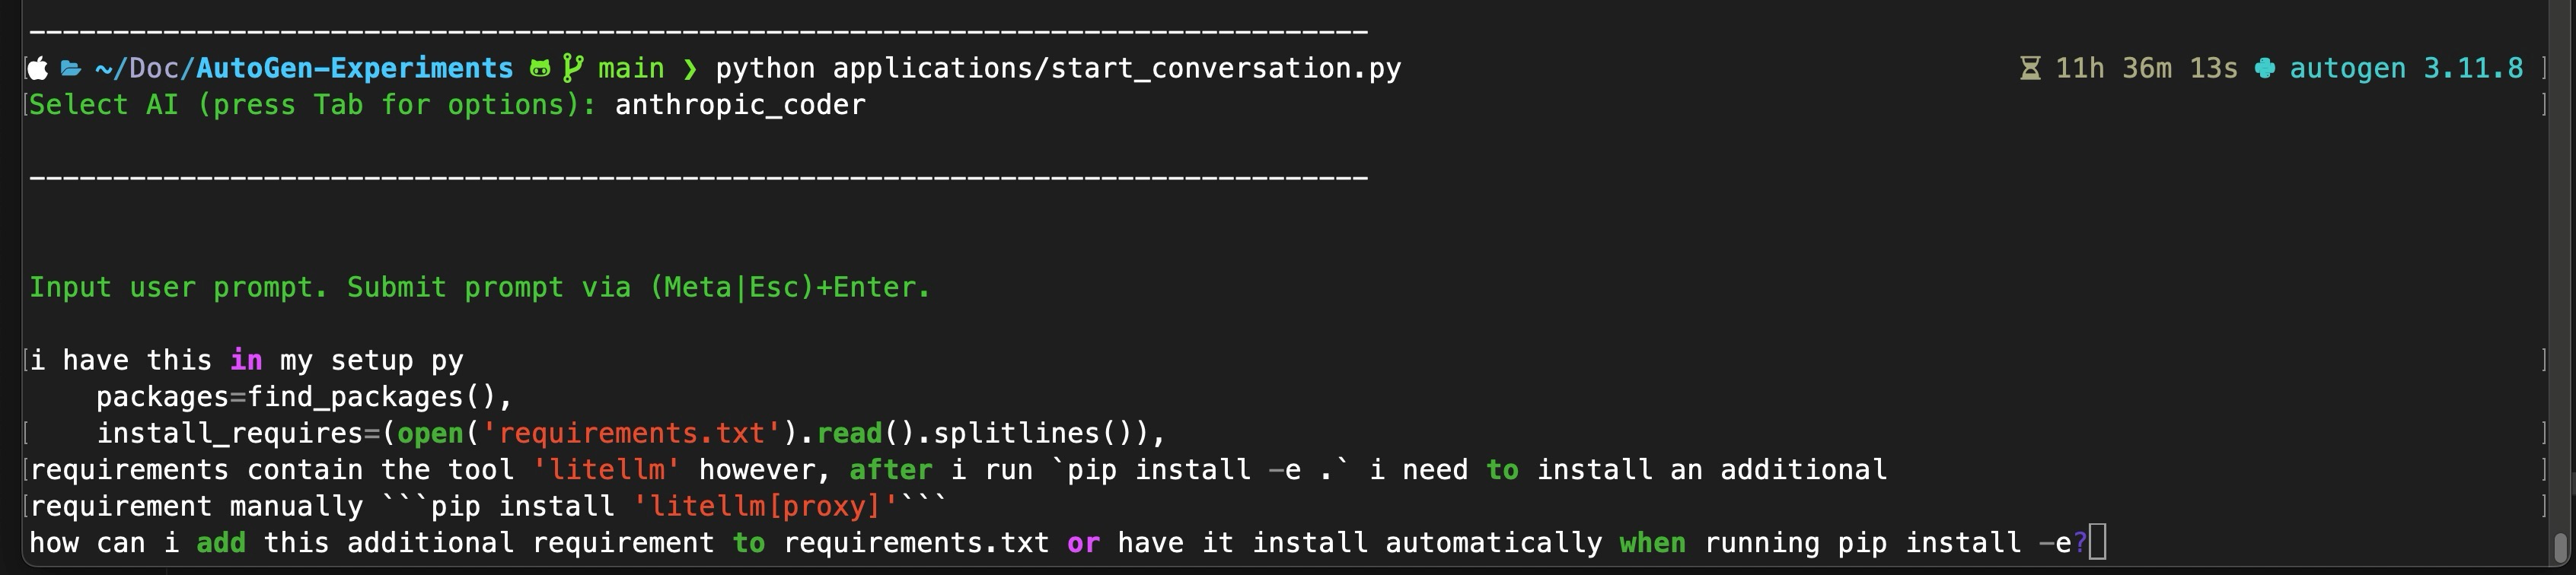 ~/Doc/AutoGen-Experiments main ❯ python applications/start_conversation.py 11h 36m 13s autogen 3.11.8
Select AI (press Tab for options): anthropic_coder
Input user prompt. Submit prompt via (Meta|Esc)+Enter.
i have this in my setup py
    packages=find_packages(),
    install_requires=(open('requirements.txt').read().splitlines()),
requirements contain the tool 'litellm' however, after i run `pip install -e .` i need to install an additional
requirement manually ```pip install 'litellm[proxy]'```
how can i add this additional requirement to requirements.txt or have it install automatically when running pip install -e?